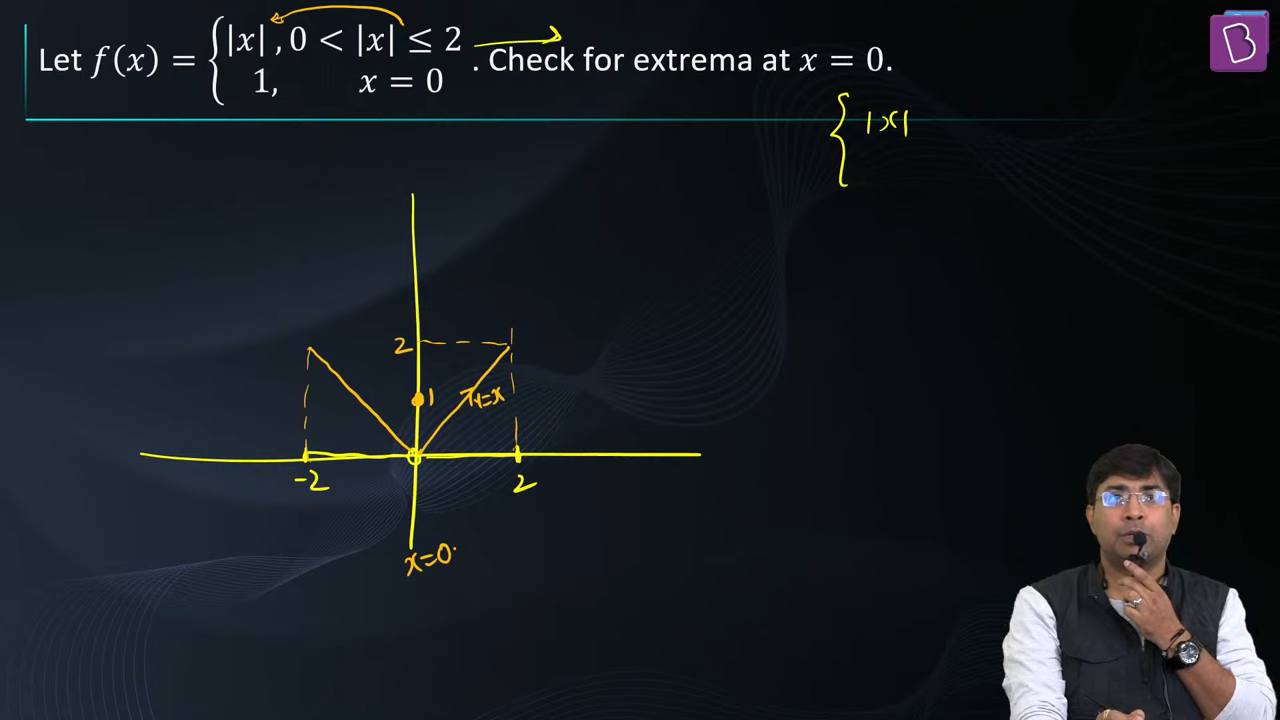 Let f(x) = { |x| , 0 < |x| ≤ 2
1, x = 0 . Check for extrema at x = 0.
B
{ |x|
2
1
y=x
-2
2
x=0